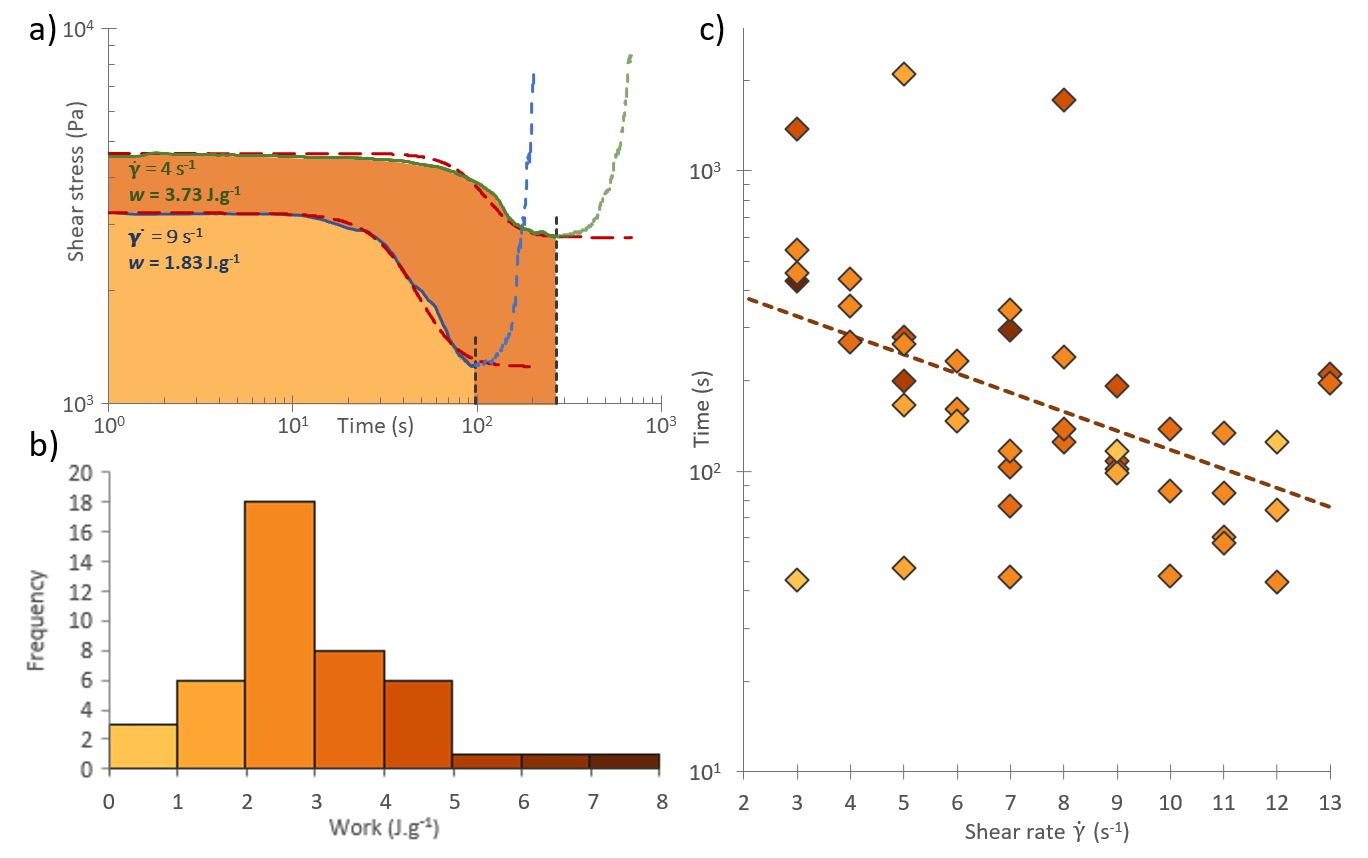 a)
10⁴
Shear stress (Pa)
γ̇ = 4 s⁻¹
w = 3.73 J.g⁻¹
γ̇ = 9 s⁻¹
w = 1.83 J.g⁻¹
10³
10⁰ 10¹ Time (s) 10² 10³
b)
20
18
16
14
12
10
8
6
4
2
0
Frequency
0 1 2 3 4 5 6 7 8
Work (J.g⁻¹)
c)
10³
Time (s)
10²
10¹
2 3 4 5 6 7 8 9 10 11 12 13
Shear rate γ̇ (s⁻¹)